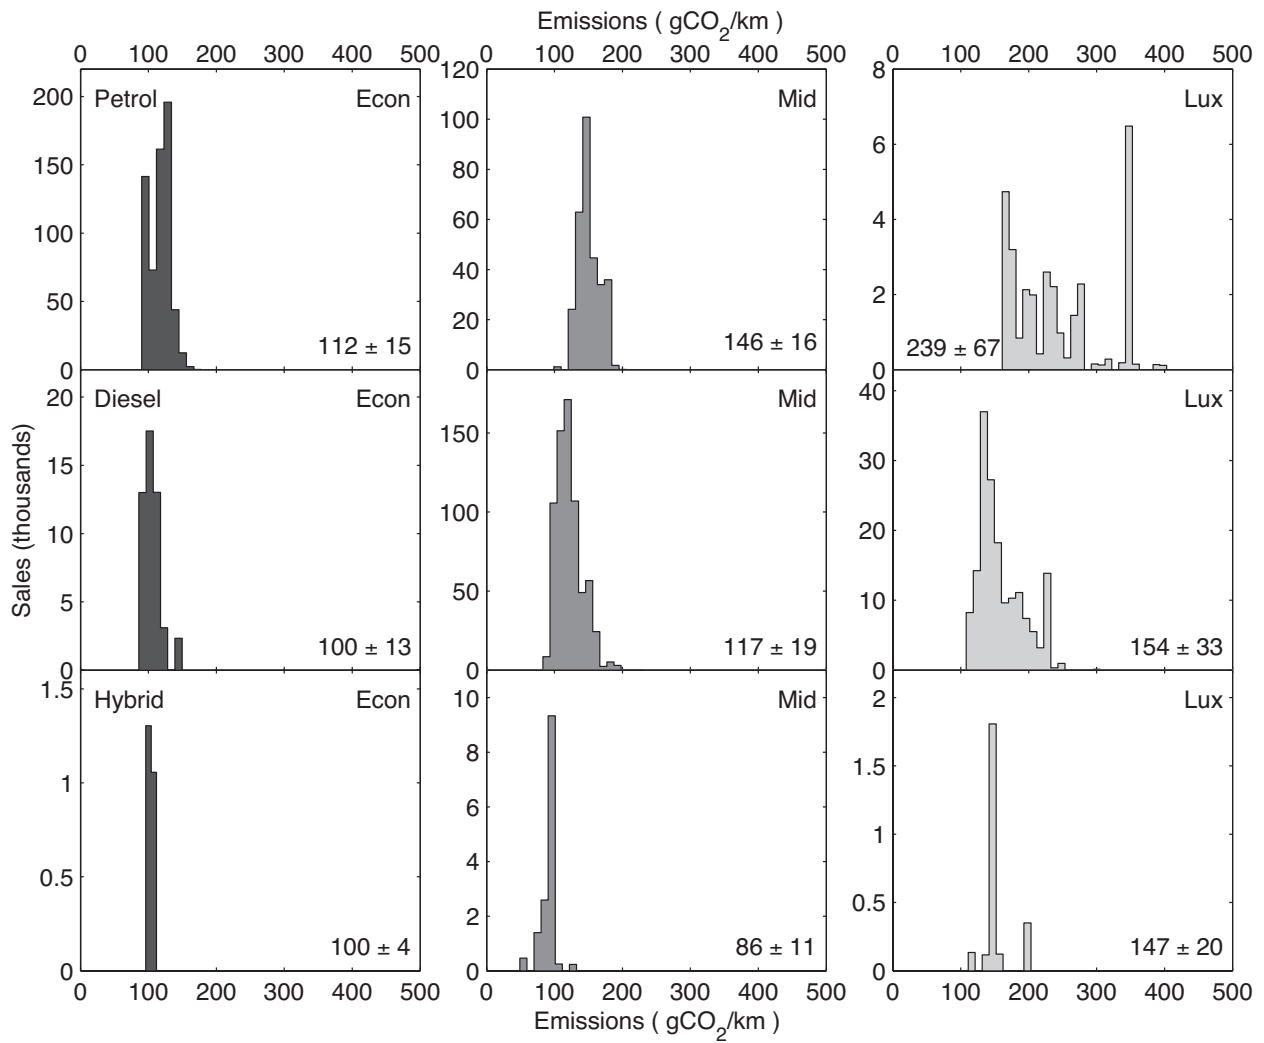 Emissions ( gCO2/km )
0 100 200 300 400 500 0 100 200 300 400 500 0 100 200 300 400 500
Petrol Econ
200
150
100
50
0
112 ± 15
Mid
120
100
80
60
40
20
0
146 ± 16
Lux
8
6
4
2
0
239 ± 67
Sales (thousands)
Diesel Econ
20
15
10
5
0
100 ± 13
Mid
150
100
50
0
117 ± 19
Lux
40
30
20
10
0
154 ± 33
Hybrid Econ
1.5
1
0.5
0
100 ± 4
Mid
10
8
6
4
2
0
86 ± 11
Lux
2
1.5
1
0.5
0
147 ± 20
0 100 200 300 400 500 0 100 200 300 400 500 0 100 200 300 400 500
Emissions ( gCO2/km )